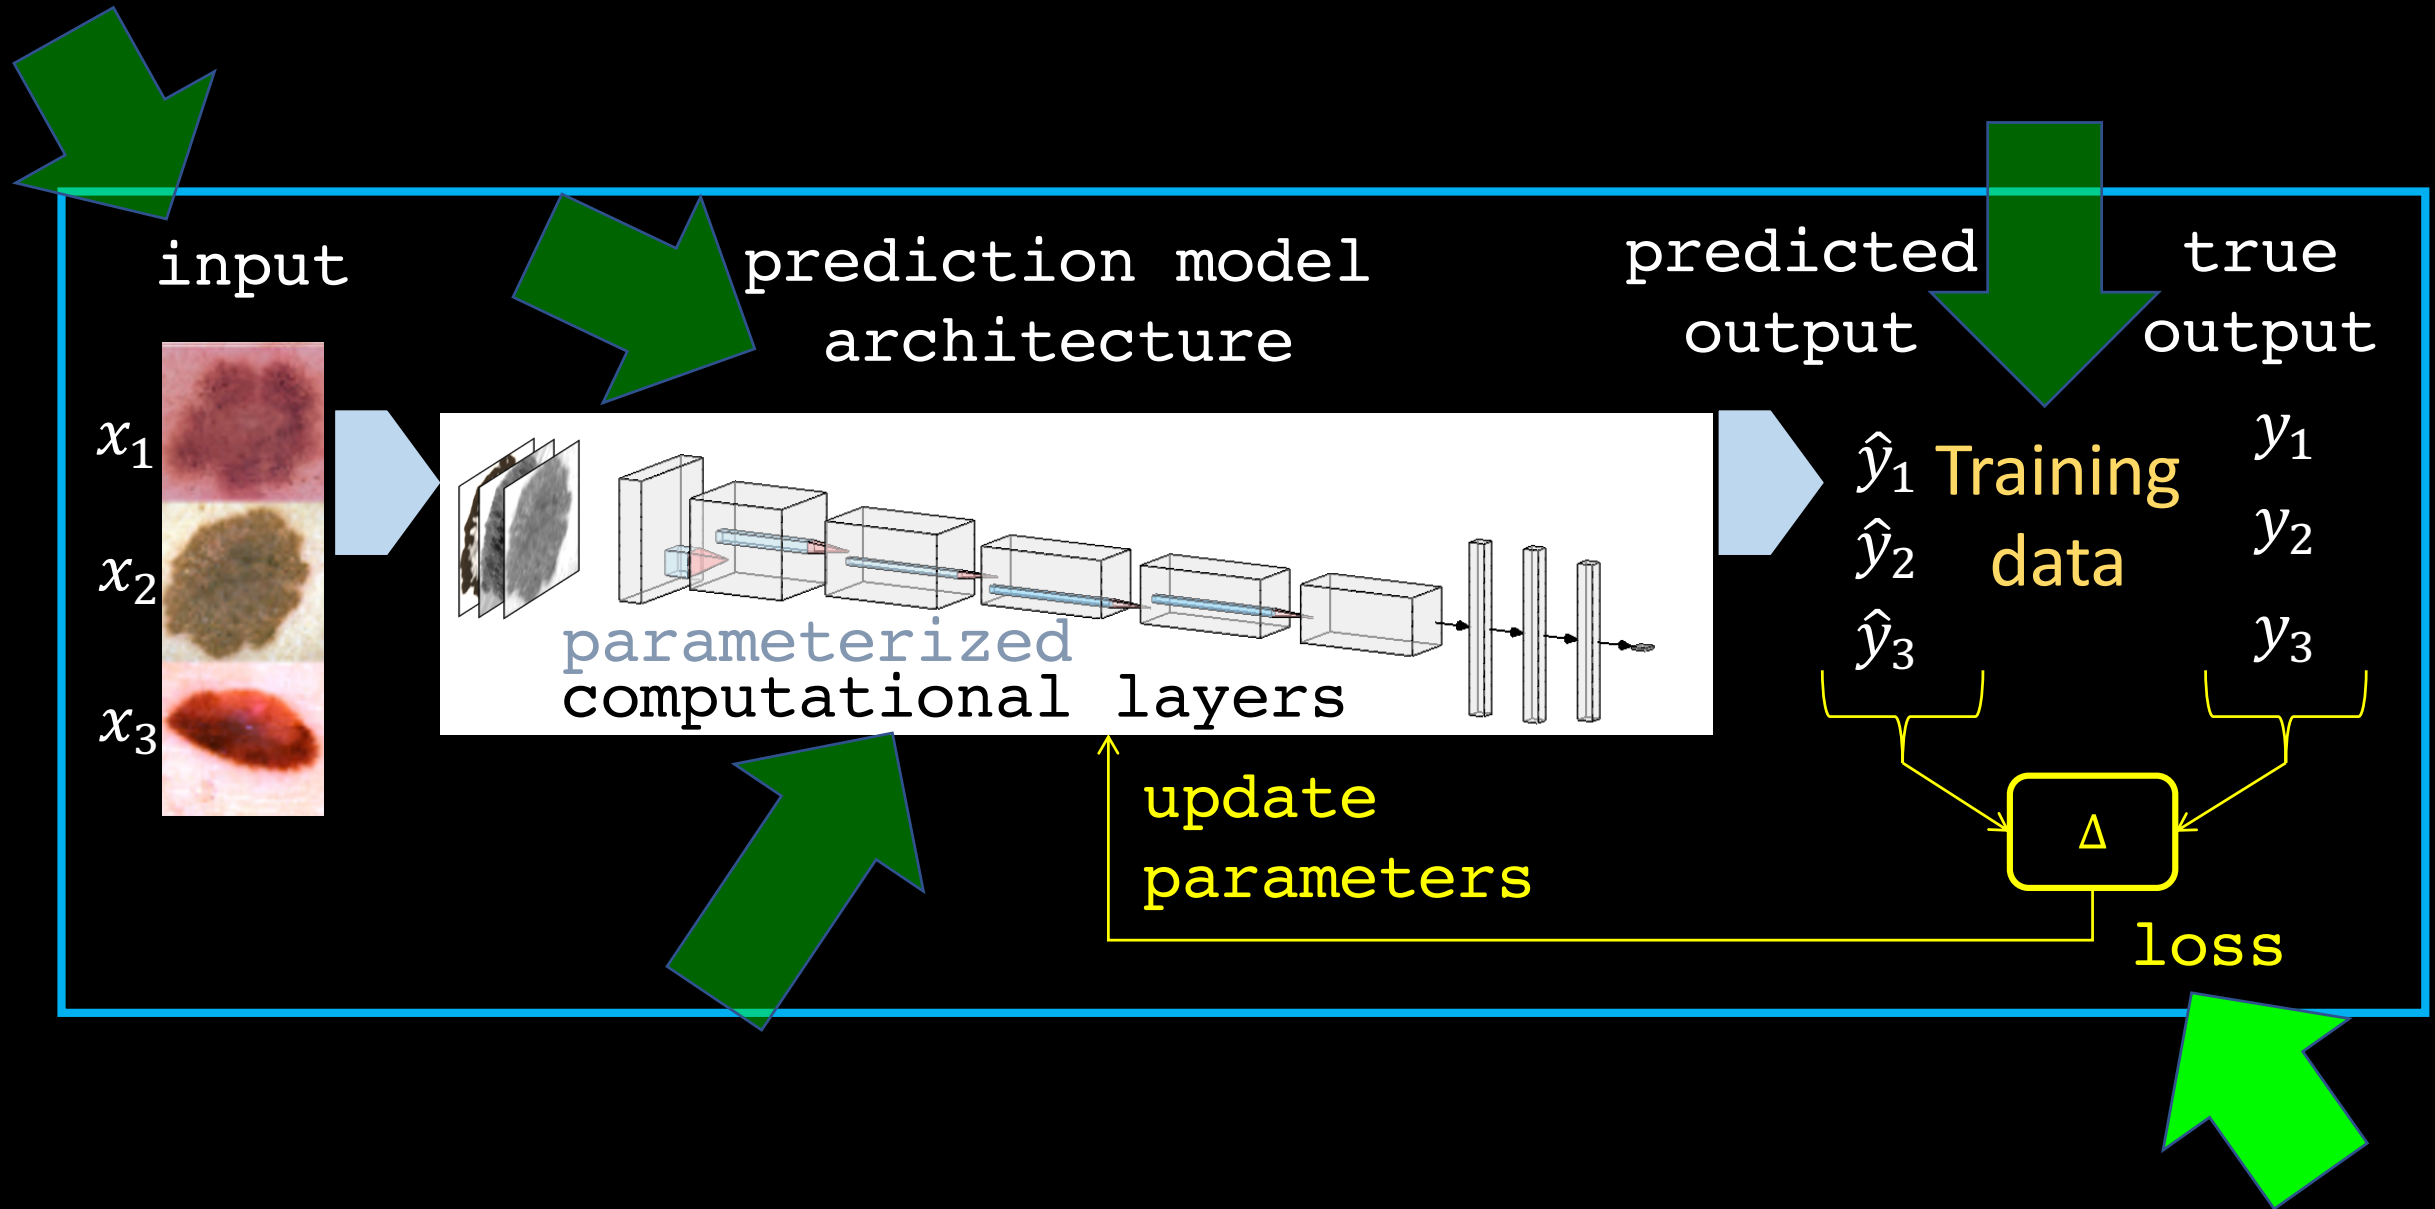 input
prediction model
architecture
predicted
output
true
output
x₁
x₂
x₃
parameterized
computational layers
ŷ₁
ŷ₂
ŷ₃
Training
data
y₁
y₂
y₃
update
parameters
Δ
loss